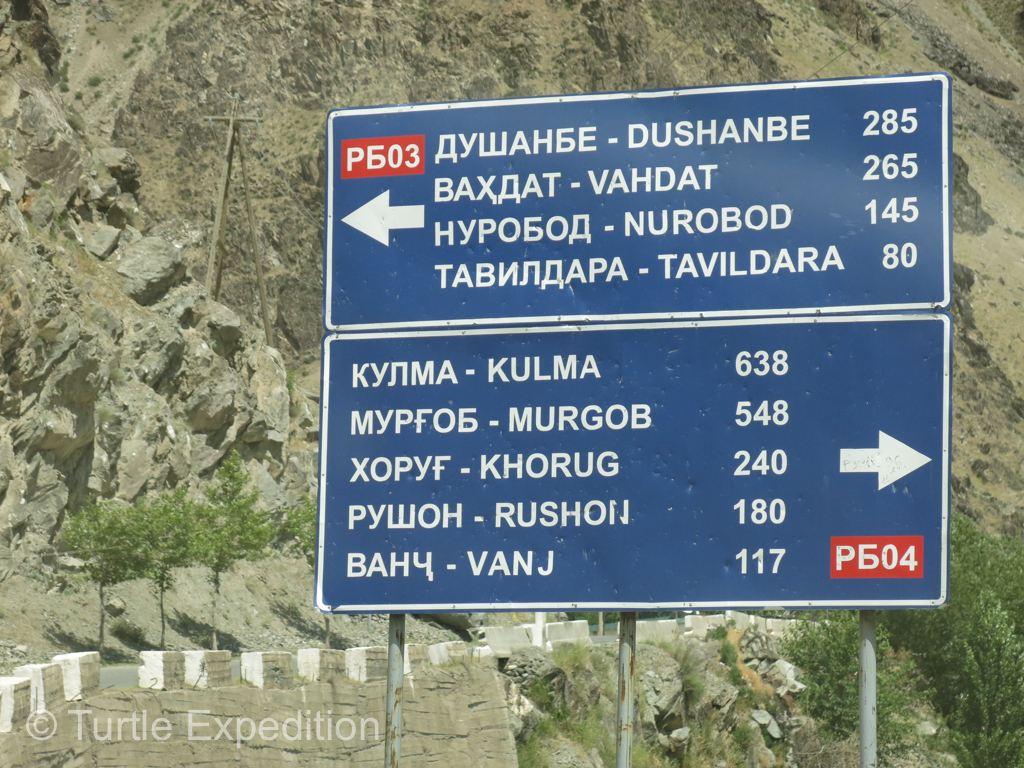 РБ03
ДУШАНБЕ - DUSHANBE 285
ВАҲДАТ - VAHDAT 265
НУРОБОД - NUROBOD 145
ТАВИЛДАРА - TAVILDARA 80
КУЛМА - KULMA 638
МУРҒОБ - MURGOB 548
ХОРУҒ - KHORUG 240
РУШОН - RUSHON 180
ВАНҶ - VANJ 117
РБ04
© Turtle Expedition